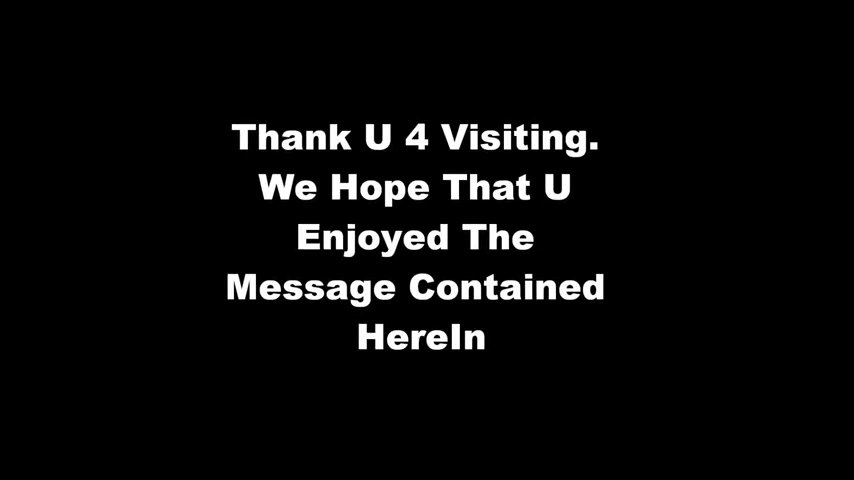 Thank U 4 Visiting.
We Hope That U
Enjoyed The
Message Contained
HereIn